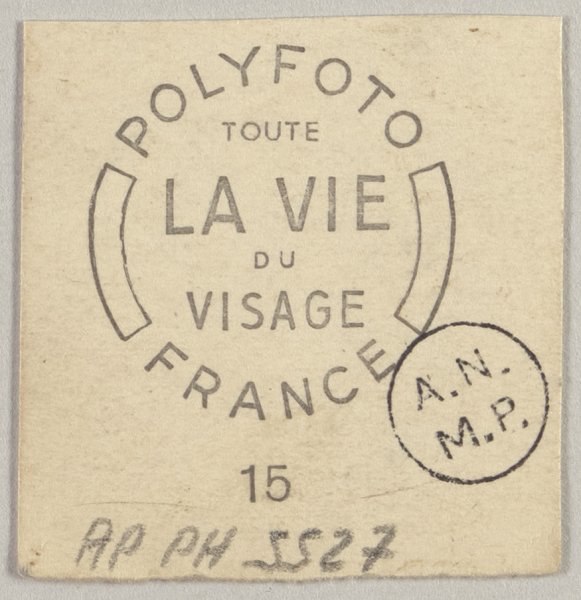 POLYFOTO
TOUTE
LA VIE
DU
VISAGE
FRANCE
A.N.
M.P.
15
AP PH 5527